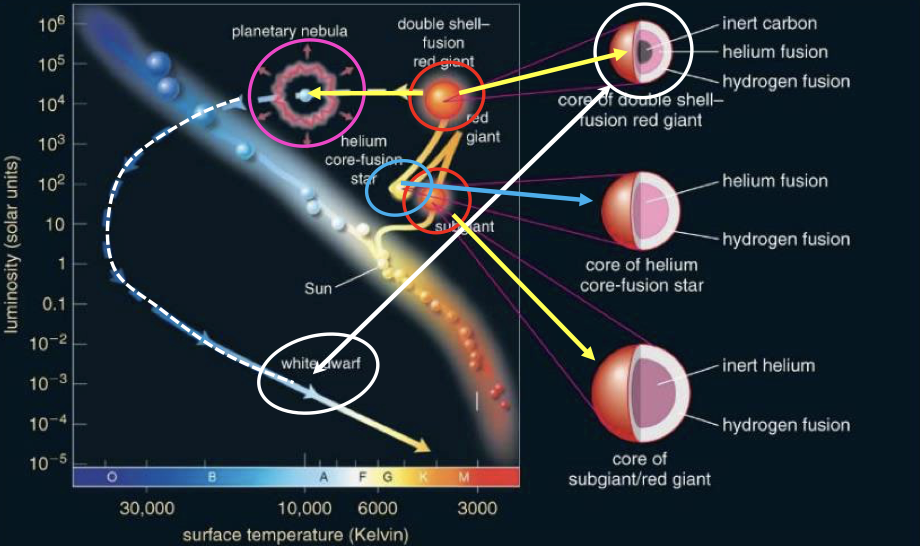 10⁶
10⁵
10⁴
10³
10²
10
1
0.1
10⁻²
10⁻³
10⁻⁴
10⁻⁵
luminosity (solar units)
planetary nebula
double shell–
fusion
red giant
red
giant
helium
core-fusion
star
subgiant
Sun
white dwarf
O B A F G K M
30,000 10,000 6000 3000
surface temperature (Kelvin)
inert carbon
helium fusion
hydrogen fusion
core of double shell–
fusion red giant
helium fusion
hydrogen fusion
core of helium
core-fusion star
inert helium
hydrogen fusion
core of
subgiant/red giant